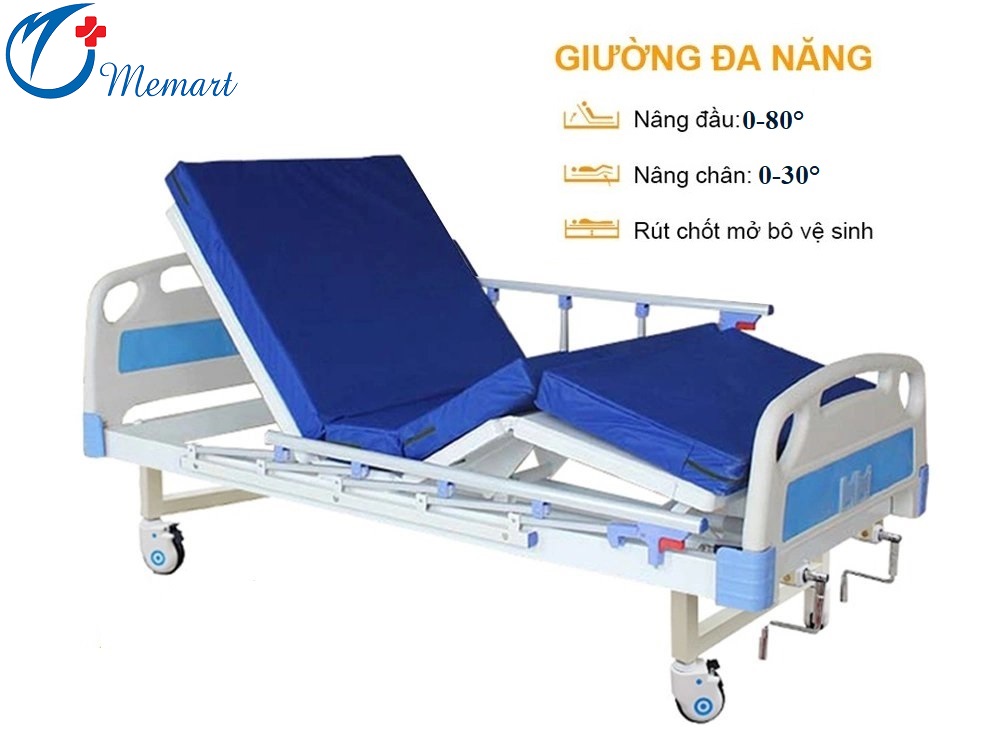 Memart
GIƯỜNG ĐA NĂNG
Nâng đầu:0-80°
Nâng chân: 0-30°
Rút chốt mở bô vệ sinh